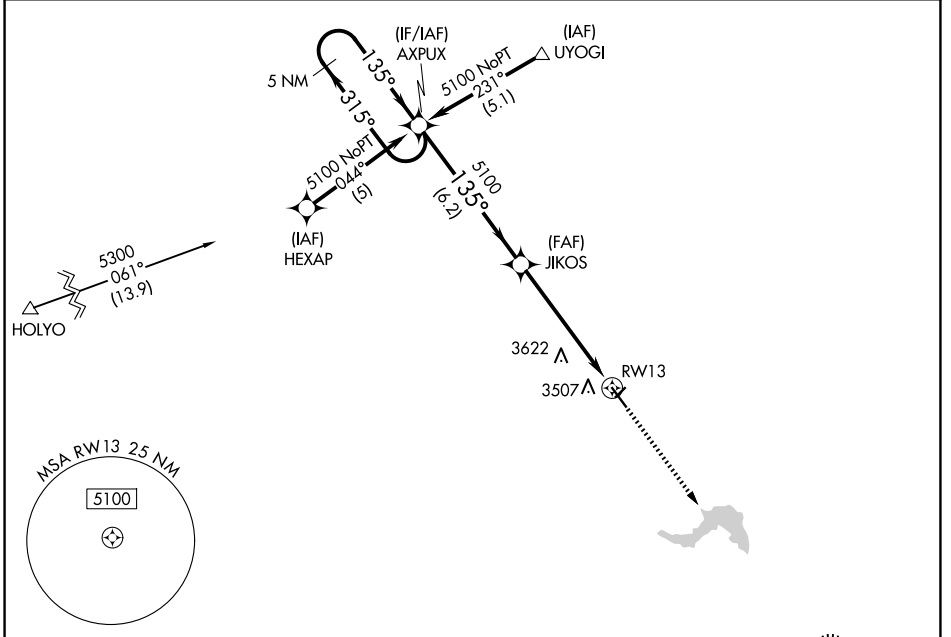 (IF/IAF)
AXPUX
(IAF)
UYOGI
5 NM
135°
315°
5100 NoPT
231°
(5.1)
5100 NoPT
044°
(5)
5100
135°
(6.2)
(IAF)
HEXAP
(FAF)
JIKOS
5300
061°
(13.9)
HOLYO
3622
3507
RW13
MSA RW13 25 NM
5100